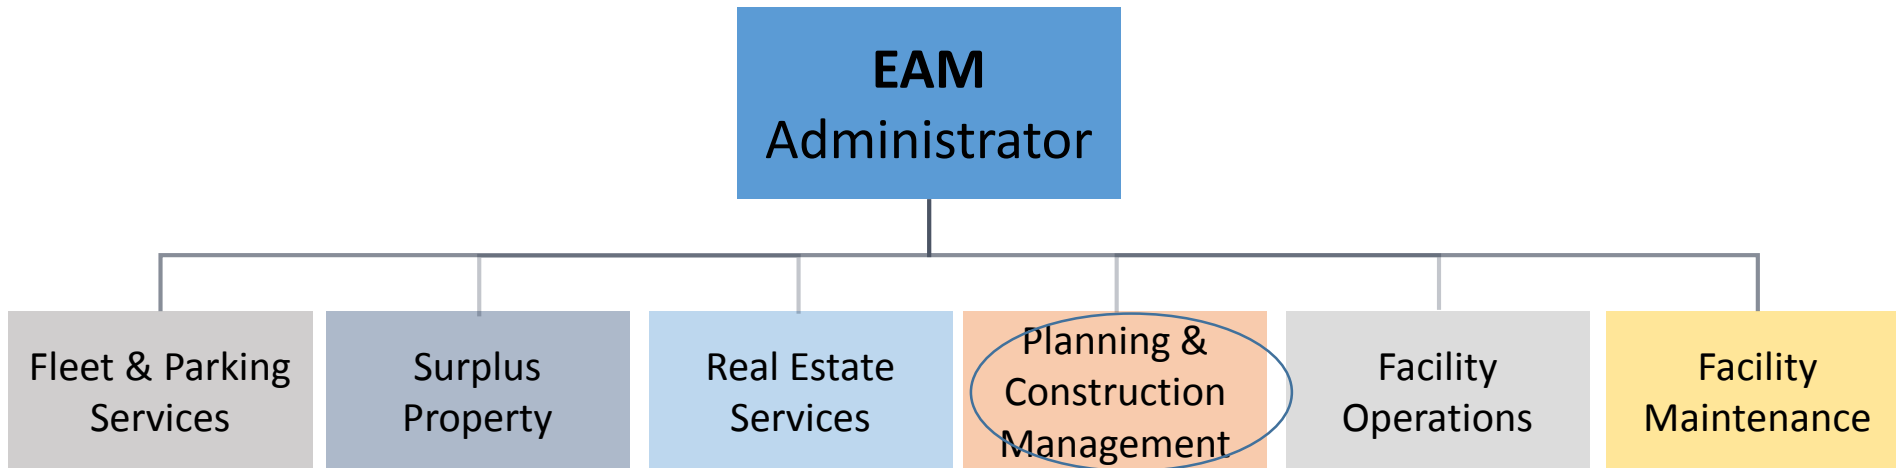 EAM
Administrator
Fleet & Parking
Services
Surplus
Property
Real Estate
Services
Planning &
Construction
Management
Facility
Operations
Facility
Maintenance